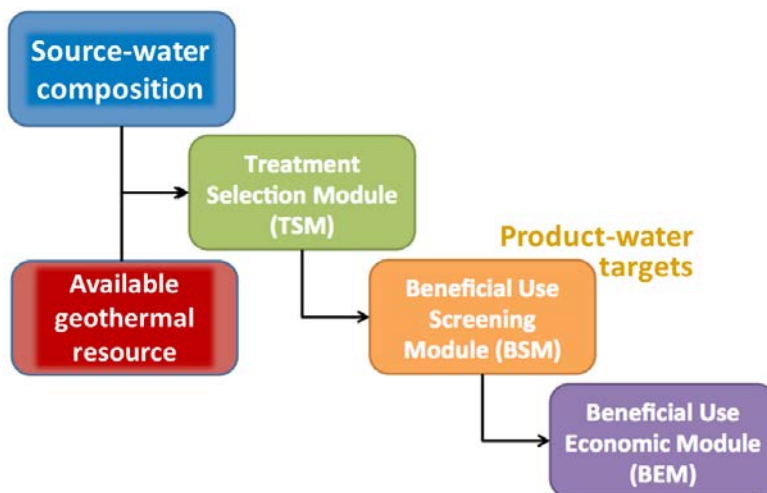 Source-water
composition
Treatment
Selection Module
(TSM)
Product-water
targets
Available
geothermal
resource
Beneficial Use
Screening
Module (BSM)
Beneficial Use
Economic Module
(BEM)